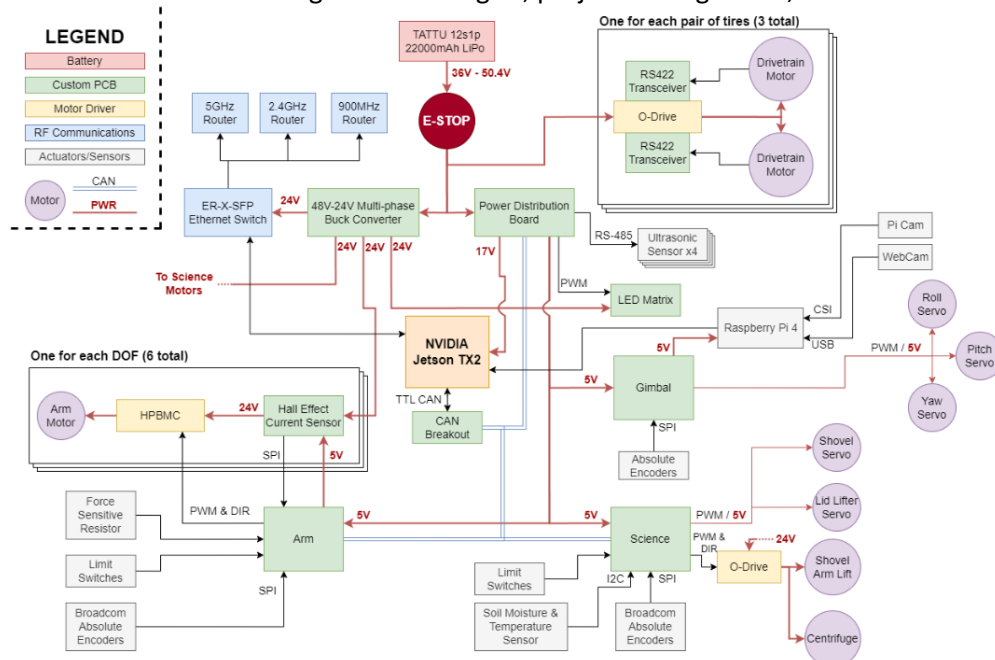 One for each pair of tires (3 total)
LEGEND
Battery
Custom PCB
Motor Driver
RF Communications
Actuators/Sensors
Motor
CAN
PWR
TATTU 12s1p
22000mAh LiPo
36V - 50.4V
E-STOP
5GHz
Router
2.4GHz
Router
900MHz
Router
RS422
Transceiver
O-Drive
RS422
Transceiver
Drivetrain
Motor
Drivetrain
Motor
ER-X-SFP
Ethernet Switch
24V
48V-24V Multi-phase
Buck Converter
Power Distribution
Board
24V
24V
24V
17V
RS-485
Ultrasonic
Sensor x4
PWM
LED Matrix
To Science
Motors
Pi Cam
WebCam
CSI
USB
Raspberry Pi 4
NVIDIA
Jetson TX2
TTL CAN
CAN
Breakout
5V
5V
Gimbal
PWM / 5V
Roll
Servo
Pitch
Servo
Yaw
Servo
SPI
Absolute
Encoders
One for each DOF (6 total)
Arm
Motor
HPBMC
24V
Hall Effect
Current Sensor
SPI
5V
PWM & DIR
Force
Sensitive
Resistor
Limit
Switches
Broadcom
Absolute
Encoders
SPI
Arm
5V
5V
Science
PWM / 5V
Shovel
Servo
Lid Lifter
Servo
PWM &
DIR
24V
O-Drive
Shovel
Arm Lift
Centrifuge
Limit
Switches
I2C
SPI
Soil Moisture &
Temperature
Sensor
Broadcom
Absolute
Encoders